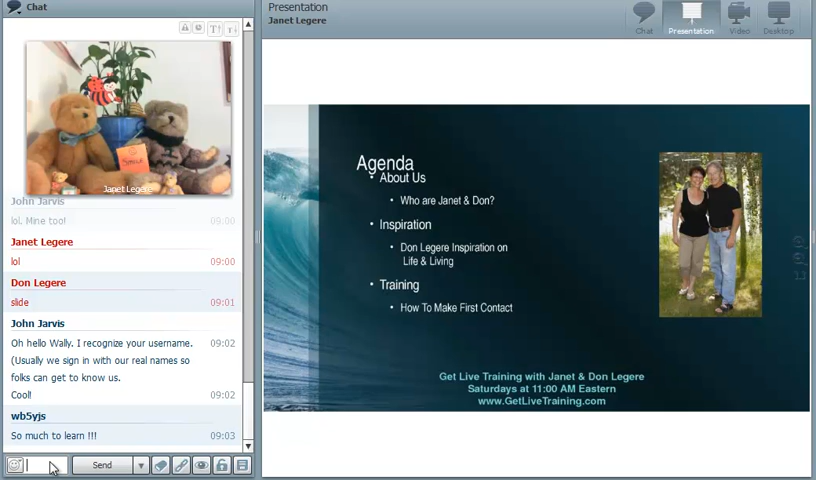 Chat
Janet Legere
John Jarvis
lol. Mine too! 09:00
Janet Legere
lol 09:00
Don Legere
slide 09:01
John Jarvis
Oh hello Wally. I recognize your username. 09:02
(Usually we sign in with our real names so
folks can get to know us.
Cool! 09:02
wb5yjs
So much to learn !!! 09:03
Send
Presentation
Janet Legere
Chat
Presentation
Video
Desktop
Agenda
• About Us
• Who are Janet & Don?
• Inspiration
• Don Legere Inspiration on
Life & Living
• Training
• How To Make First Contact
Get Live Training with Janet & Don Legere
Saturdays at 11:00 AM Eastern
www.GetLiveTraining.com